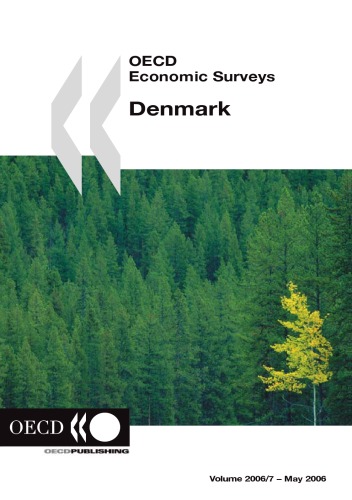 OECD
Economic Surveys
Denmark
OECD
OECDPUBLISHING
Volume 2006/7 – May 2006